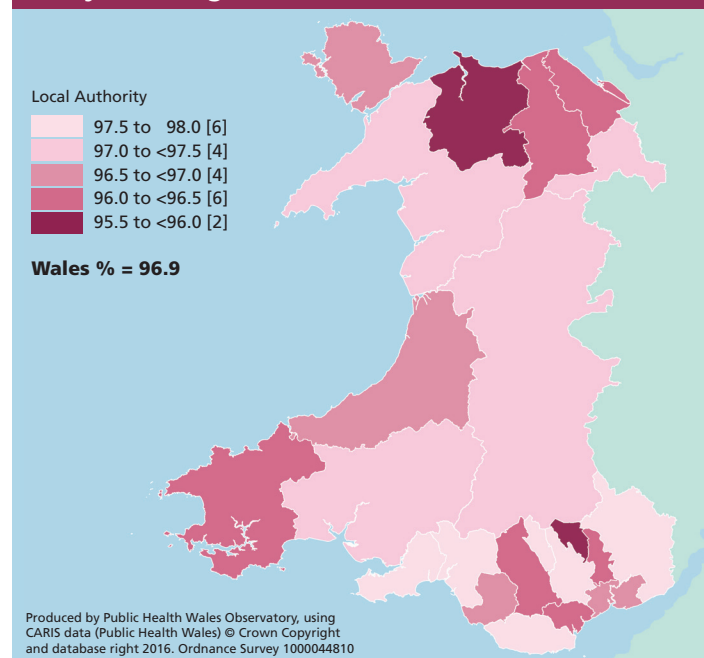 Local Authority
97.5 to 98.0 [6]
97.0 to <97.5 [4]
96.5 to <97.0 [4]
96.0 to <96.5 [6]
95.5 to <96.0 [2]
Wales % = 96.9
Produced by Public Health Wales Observatory, using
CARIS data (Public Health Wales) © Crown Copyright
and database right 2016. Ordnance Survey 1000044810